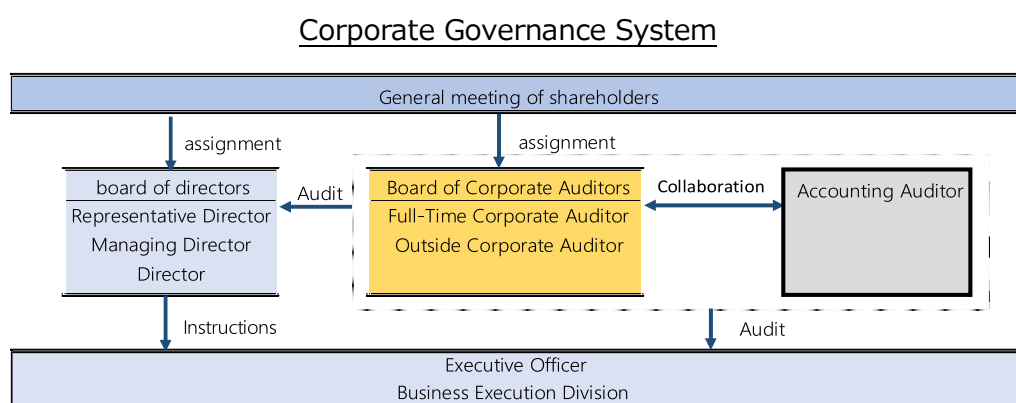 Corporate Governance System
General meeting of shareholders
assignment
assignment
board of directors
Representative Director
Managing Director
Director
Audit
Board of Corporate Auditors
Full-Time Corporate Auditor
Outside Corporate Auditor
Collaboration
Accounting Auditor
Instructions
Audit
Executive Officer
Business Execution Division